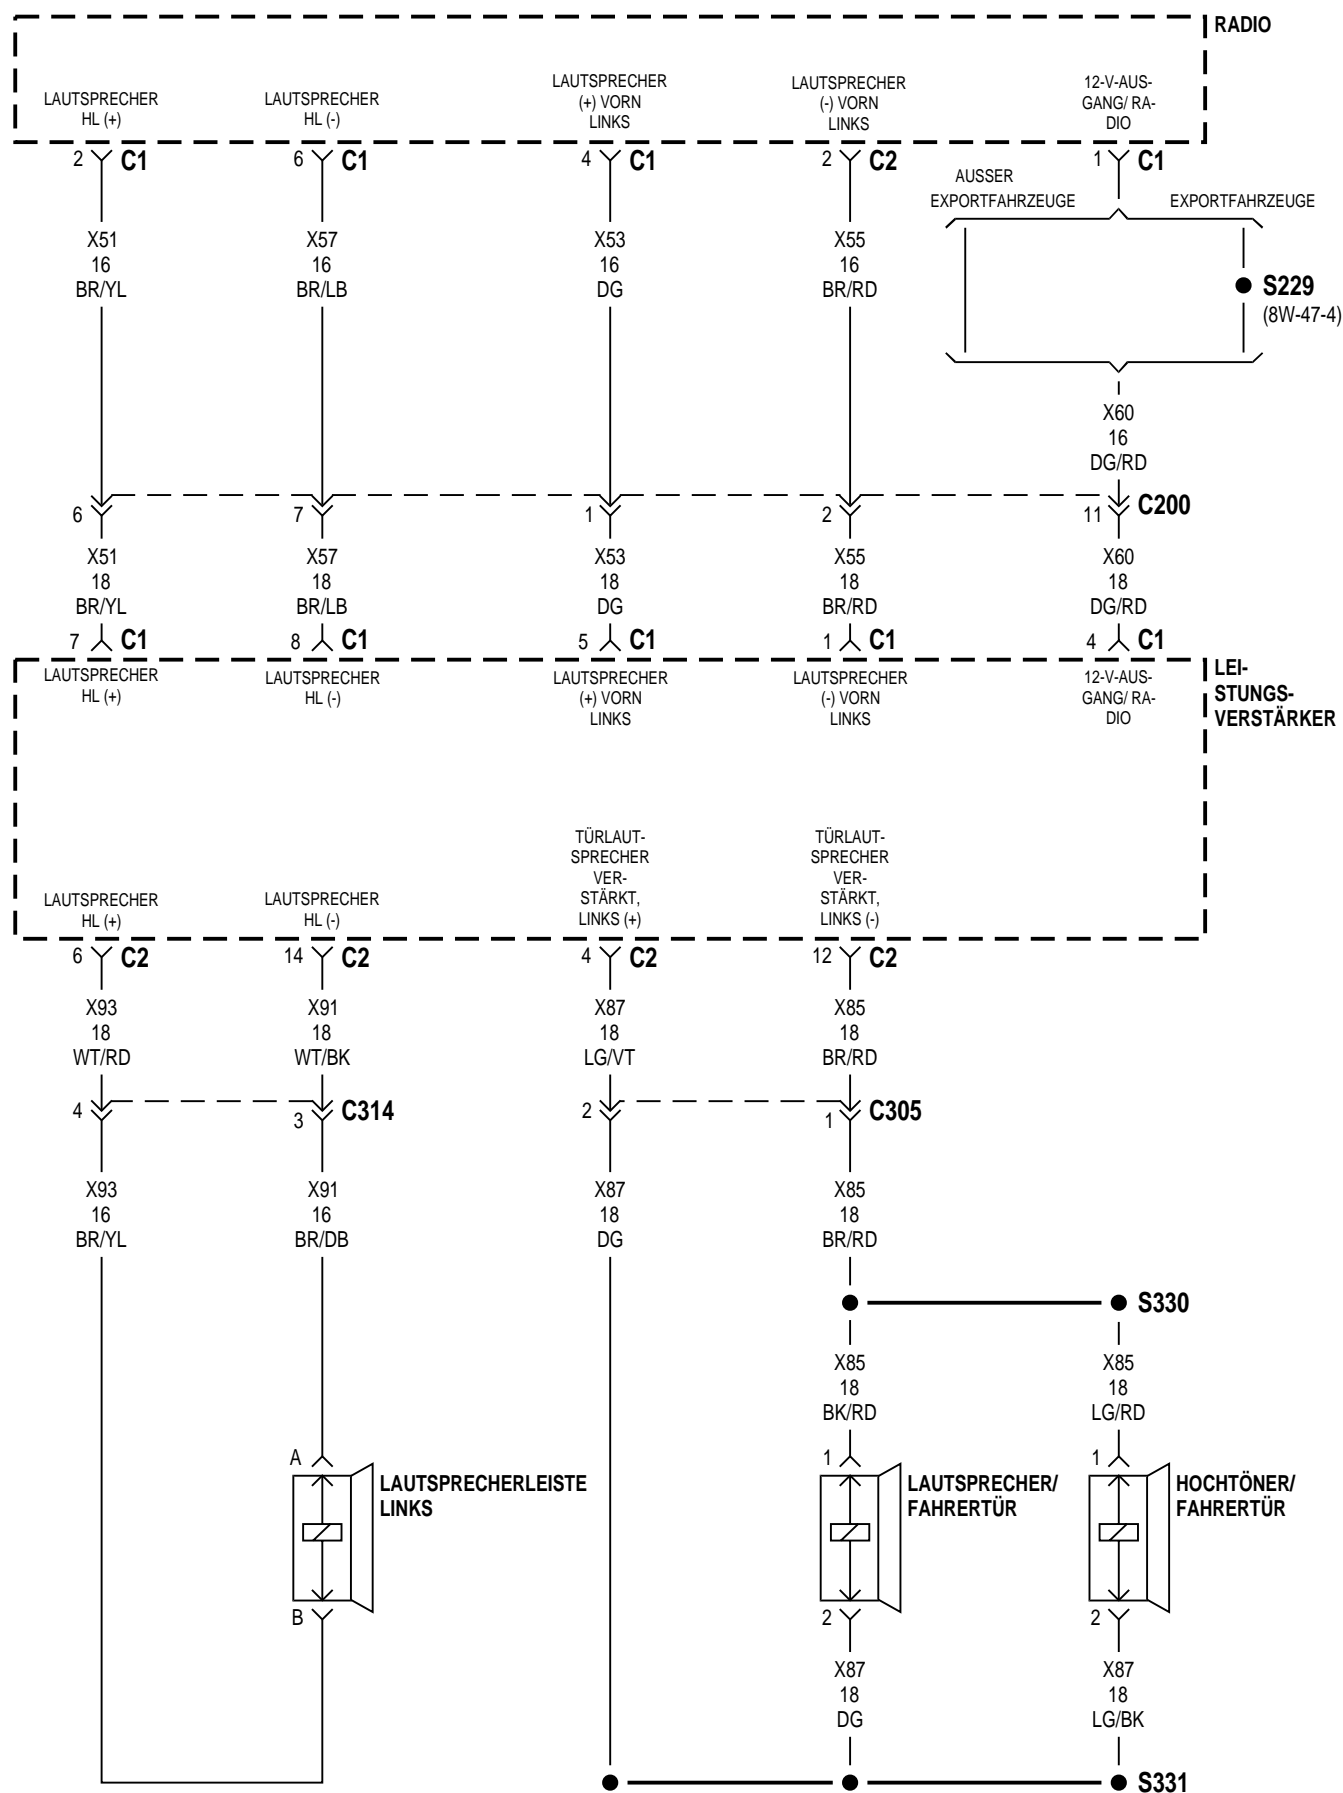 RADIO
LAUTSPRECHER
HL (+)
LAUTSPRECHER
HL (-)
LAUTSPRECHER
(+) VORN
LINKS
LAUTSPRECHER
(-) VORN
LINKS
12-V-AUS-
GANG/ RA-
DIO
2 C1
6 C1
4 C1
2 C2
1 C1
AUSSER
EXPORTFAHRZEUGE
EXPORTFAHRZEUGE
X51
16
BR/YL
X57
16
BR/LB
X53
16
DG
X55
16
BR/RD
S229
(8W-47-4)
X60
16
DG/RD
6
7
1
2
11 C200
X51
18
BR/YL
X57
18
BR/LB
X53
18
DG
X55
18
BR/RD
X60
18
DG/RD
7 C1
8 C1
5 C1
1 C1
4 C1
LAUTSPRECHER
HL (+)
LAUTSPRECHER
HL (-)
LAUTSPRECHER
(+) VORN
LINKS
LAUTSPRECHER
(-) VORN
LINKS
12-V-AUS-
GANG/ RA-
DIO
LEI-
STUNGS-
VERSTÄRKER
LAUTSPRECHER
HL (+)
LAUTSPRECHER
HL (-)
TÜRLAUT-
SPRECHER
VER-
STÄRKT,
LINKS (+)
TÜRLAUT-
SPRECHER
VER-
STÄRKT,
LINKS (-)
6 C2
14 C2
4 C2
12 C2
X93
18
WT/RD
X91
18
WT/BK
X87
18
LG/VT
X85
18
BR/RD
4
3 C314
2
1 C305
X93
16
BR/YL
X91
16
BR/DB
X87
18
DG
X85
18
BR/RD
S330
X85
18
BK/RD
X85
18
LG/RD
A
1
1
LAUTSPRECHERLEISTE
LINKS
LAUTSPRECHER/
FAHRERTÜR
HOCHTÖNER/
FAHRERTÜR
B
2
2
X87
18
DG
X87
18
LG/BK
S331